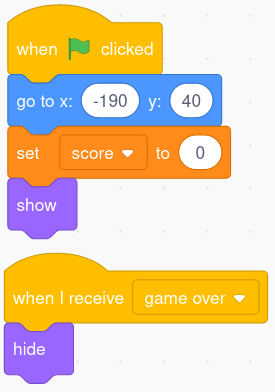 when clicked
go to x: -190 y: 40
set score to 0
show
when I receive game over
hide